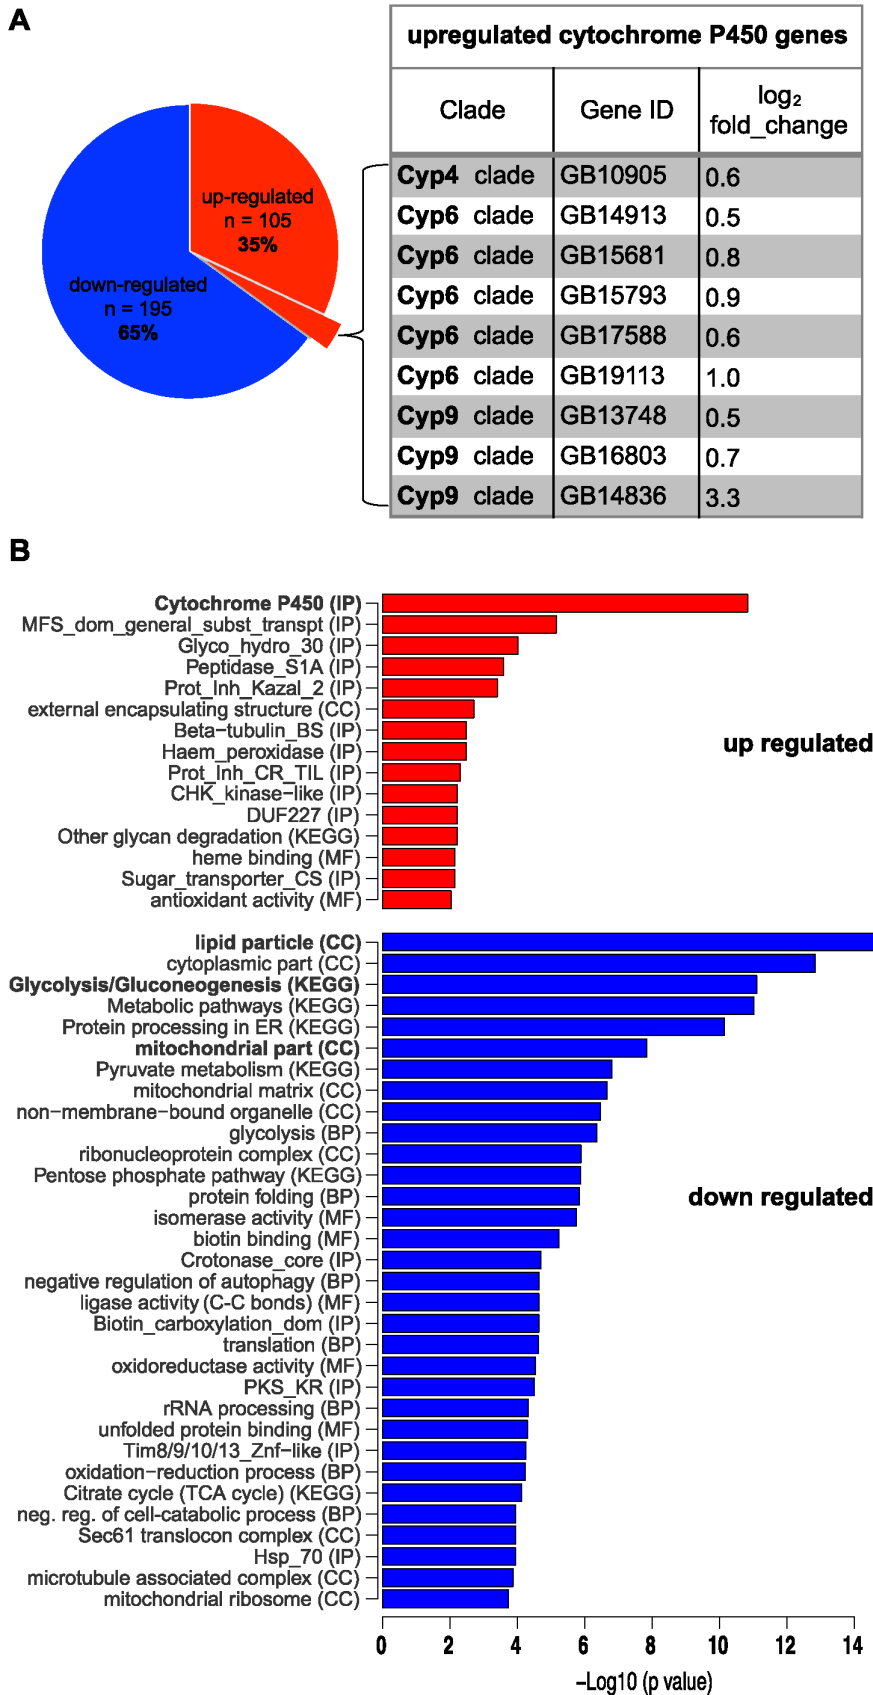 A
upregulated cytochrome P450 genes
Clade Gene ID log₂ fold_change
up-regulated
n = 105
35%
down-regulated
n = 195
65%
Cyp4 clade GB10905 0.6
Cyp6 clade GB14913 0.5
Cyp6 clade GB15681 0.8
Cyp6 clade GB15793 0.9
Cyp6 clade GB17588 0.6
Cyp6 clade GB19113 1.0
Cyp9 clade GB13748 0.5
Cyp9 clade GB16803 0.7
Cyp9 clade GB14836 3.3
B
Cytochrome P450 (IP)
MFS_dom_general_subst_transpt (IP)
Glyco_hydro_30 (IP)
Peptidase_S1A (IP)
Prot_Inh_Kazal_2 (IP)
external encapsulating structure (CC)
Beta−tubulin_BS (IP)
Haem_peroxidase (IP)
Prot_Inh_CR_TIL (IP)
CHK_kinase−like (IP)
DUF227 (IP)
Other glycan degradation (KEGG)
heme binding (MF)
Sugar_transporter_CS (IP)
antioxidant activity (MF)
up regulated
lipid particle (CC)
cytoplasmic part (CC)
Glycolysis/Gluconeogenesis (KEGG)
Metabolic pathways (KEGG)
Protein processing in ER (KEGG)
mitochondrial part (CC)
Pyruvate metabolism (KEGG)
mitochondrial matrix (CC)
non−membrane−bound organelle (CC)
glycolysis (BP)
ribonucleoprotein complex (CC)
Pentose phosphate pathway (KEGG)
protein folding (BP)
isomerase activity (MF)
biotin binding (MF)
Crotonase_core (IP)
negative regulation of autophagy (BP)
ligase activity (C-C bonds) (MF)
Biotin_carboxylation_dom (IP)
translation (BP)
oxidoreductase activity (MF)
PKS_KR (IP)
rRNA processing (BP)
unfolded protein binding (MF)
Tim8/9/10/13_Znf−like (IP)
oxidation−reduction process (BP)
Citrate cycle (TCA cycle) (KEGG)
neg. reg. of cell-catabolic process (BP)
Sec61 translocon complex (CC)
Hsp_70 (IP)
microtubule associated complex (CC)
mitochondrial ribosome (CC)
down regulated
0 2 4 6 8 10 12 14
−Log10 (p value)